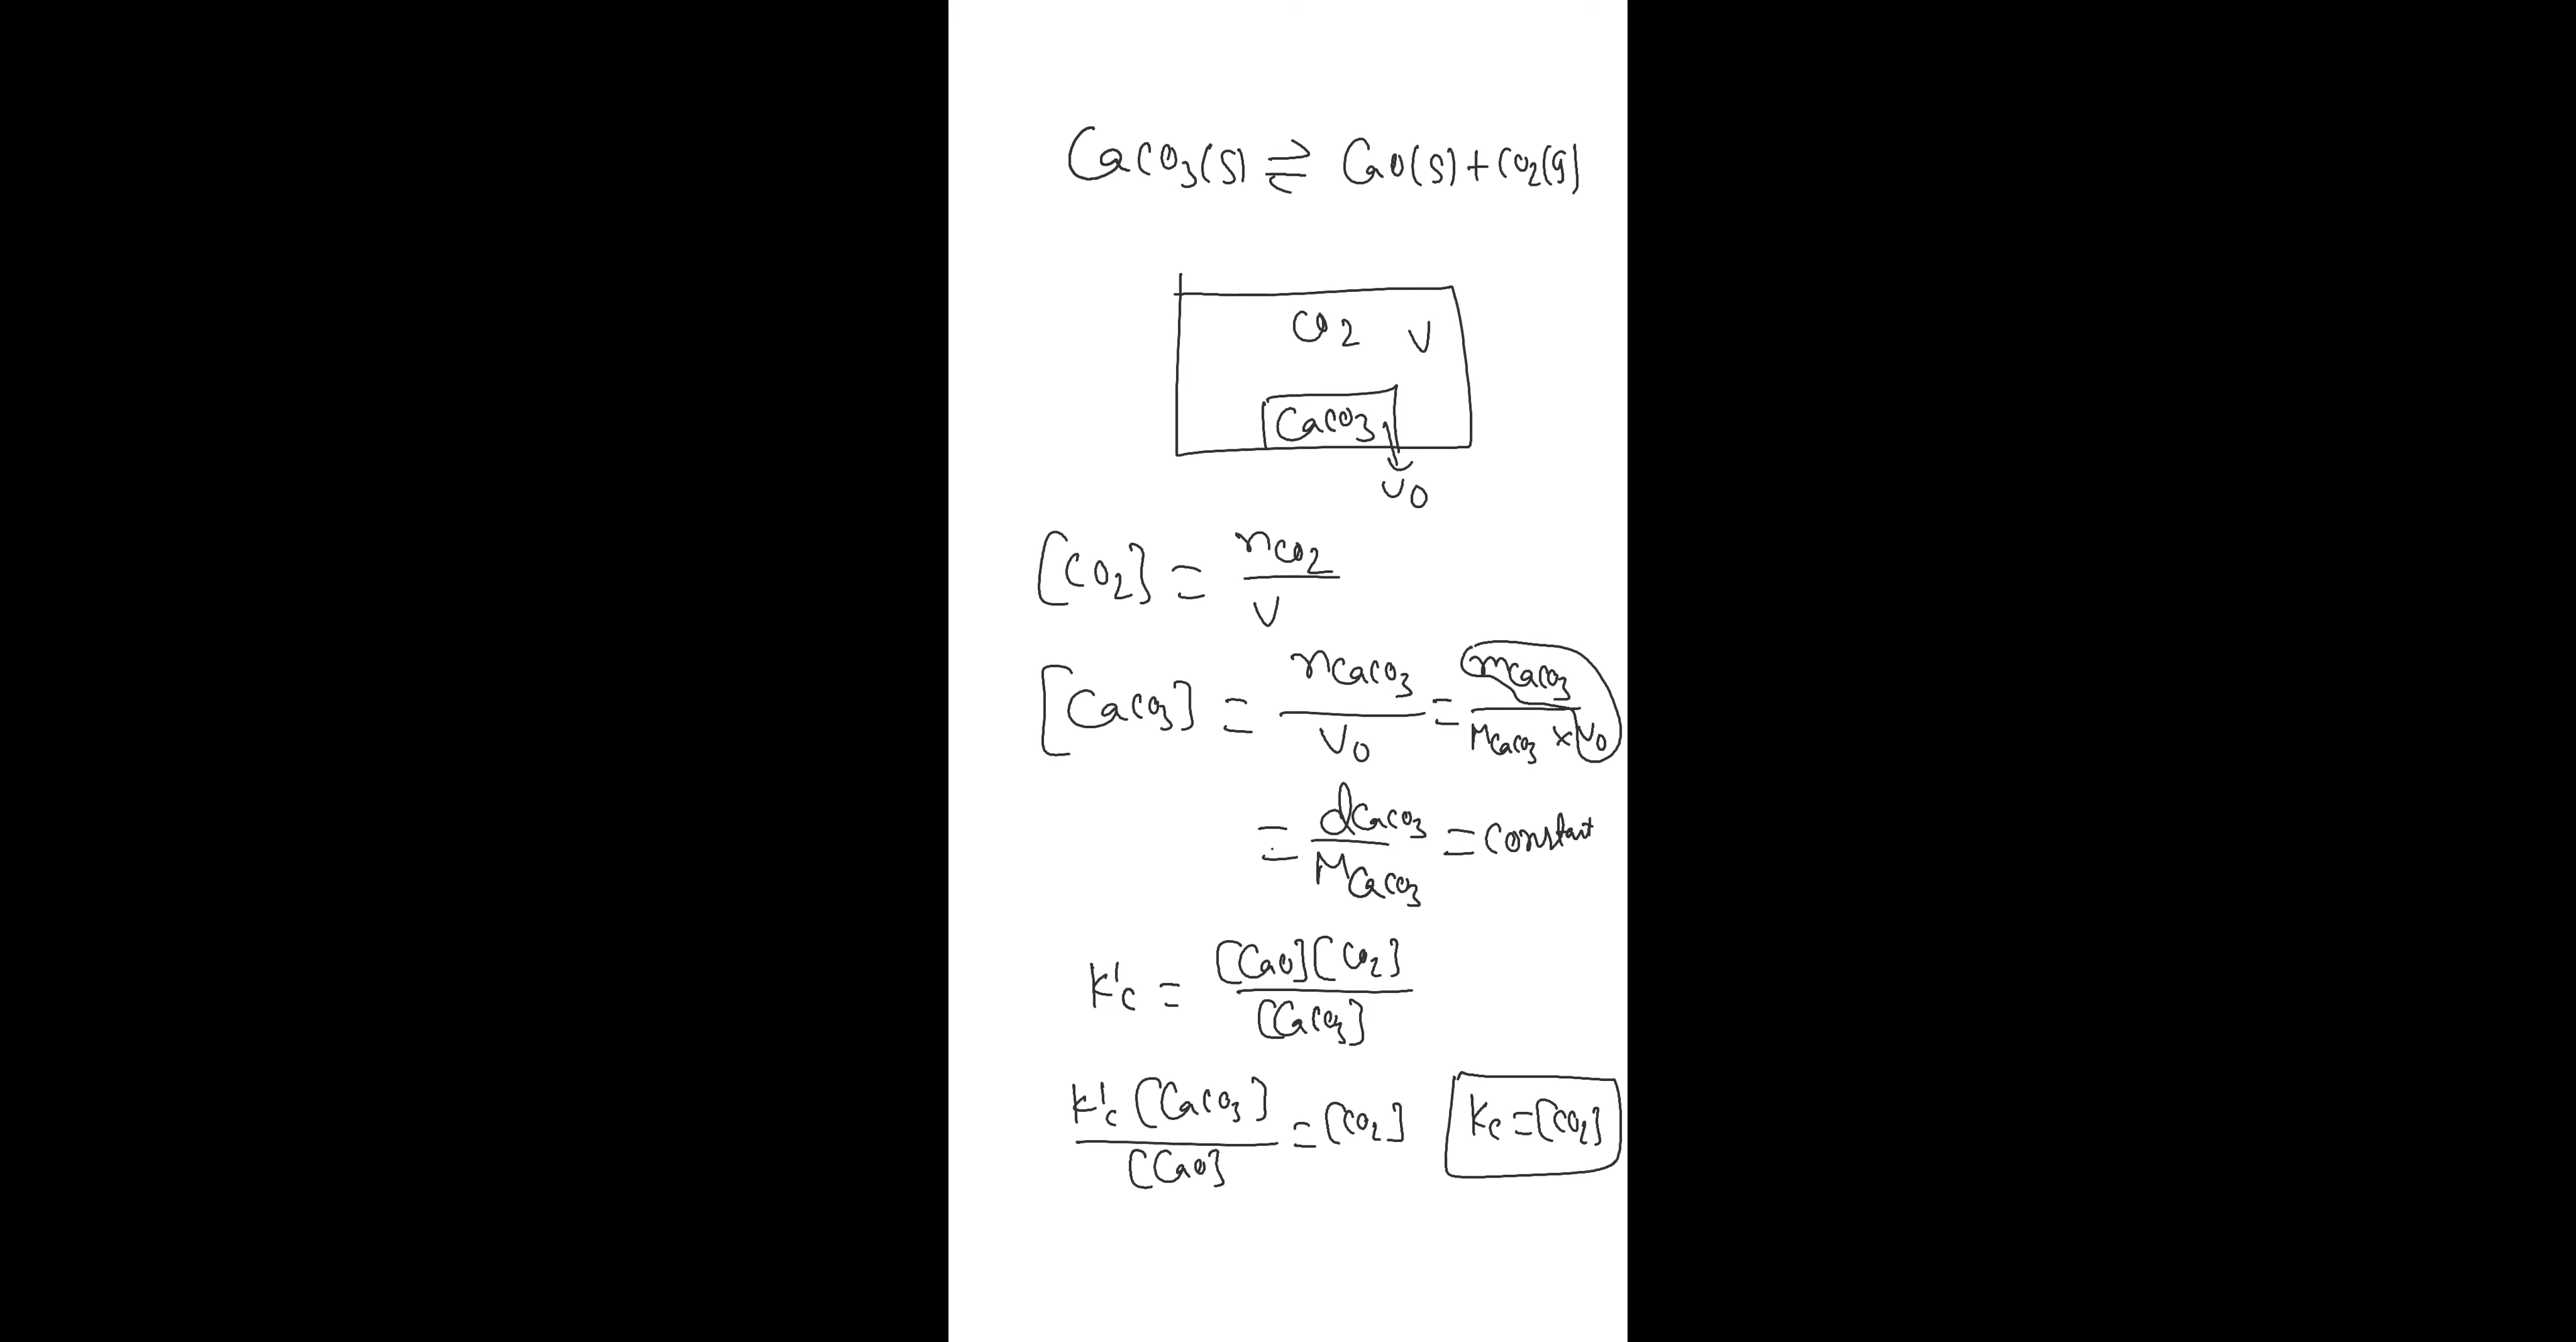 CaCO3(s) ⇌ CaO(s) + CO2(g)
CO2 V
CaCO3
V0
[CO2] = nCO2 / V
[CaCO3] = nCaCO3 / V0 = mCaCO3 / MCaCO3 × V0
= dCaCO3 / MCaCO3 = constant
K'c = [CaO][CO2] / [CaCO3]
K'c [CaCO3] / [CaO] = [CO2] Kc = [CO2]